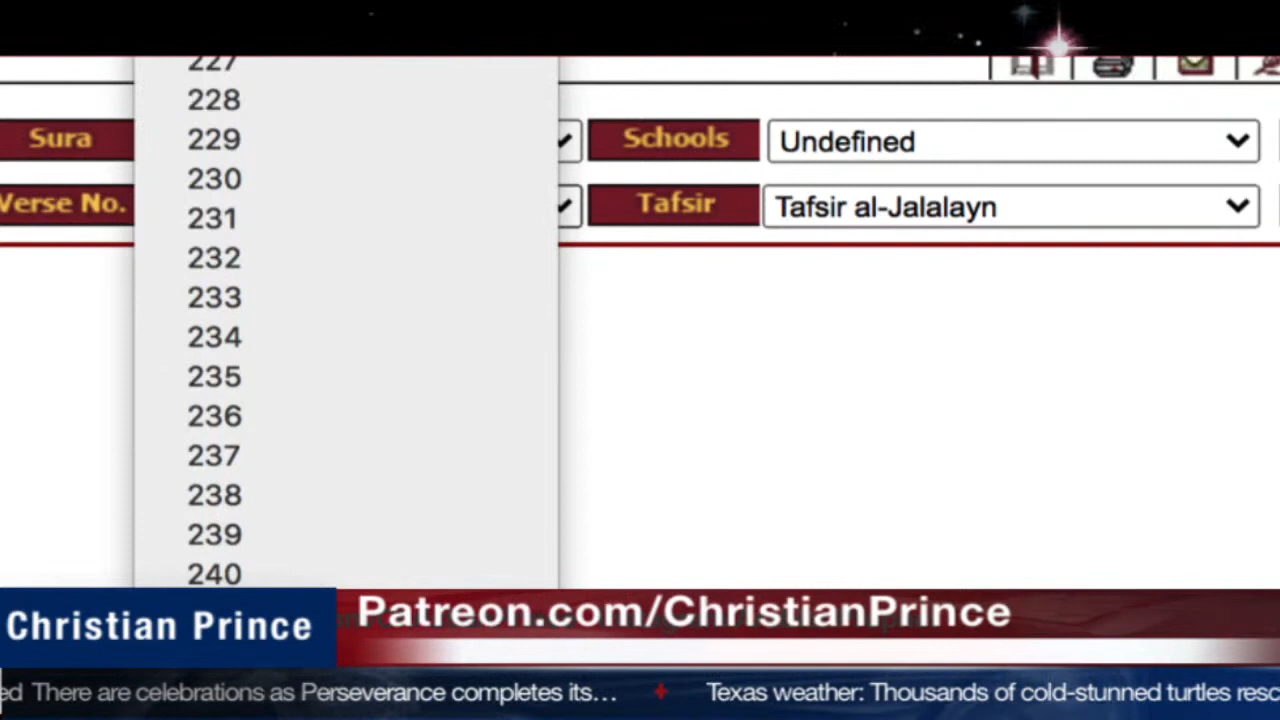 227
228
Sura
229
Schools
Undefined
230
Verse No.
231
Tafsir
Tafsir al-Jalalayn
232
233
234
235
236
237
238
239
240
Christian Prince
Patreon.com/ChristianPrince
ed There are celebrations as Perseverance completes its...
Texas weather: Thousands of cold-stunned turtles resc